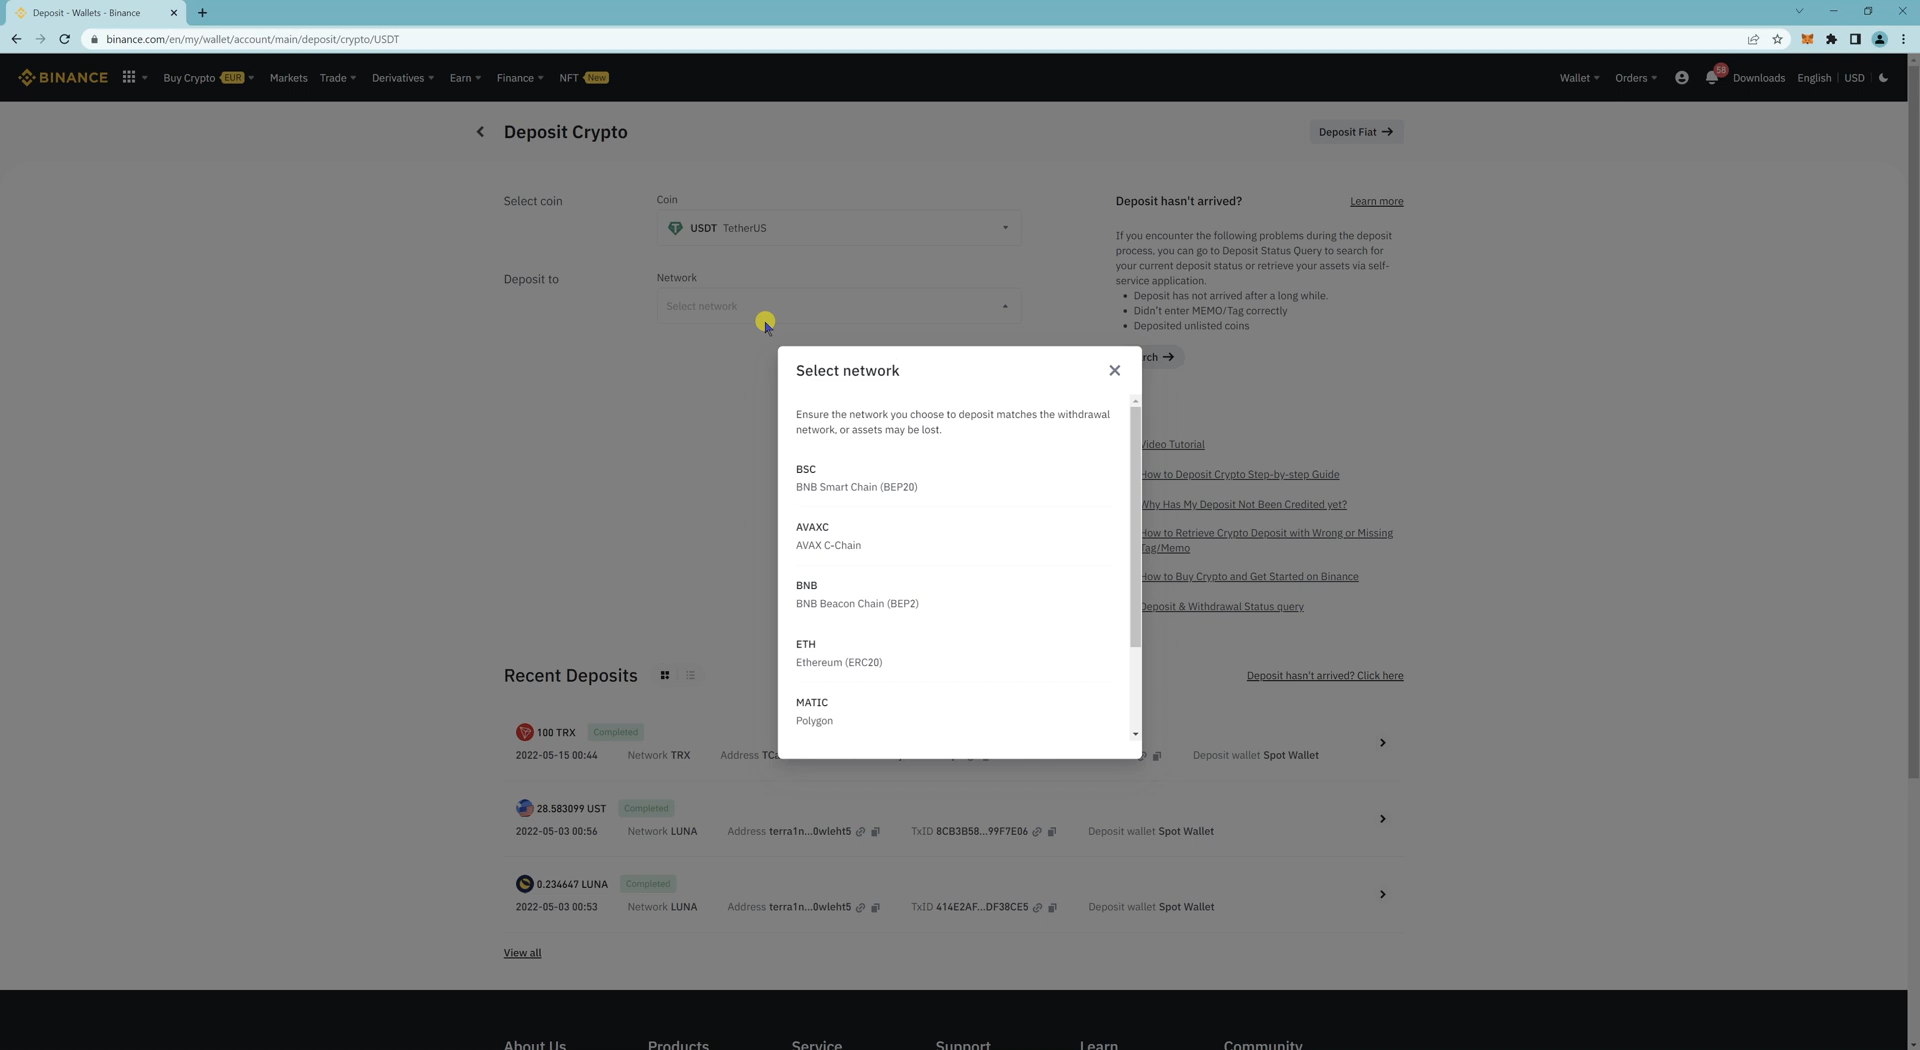 Deposit - Wallets - Binance
binance.com/en/my/wallet/account/main/deposit/crypto/USDT
BINANCE Buy Crypto EUR Markets Trade Derivatives Earn Finance NFT New Wallet Orders 58 Downloads English USD
Deposit Crypto
Deposit Fiat
Select coin
Coin
USDT TetherUS
Deposit to
Network
Select network
Deposit hasn't arrived?
Learn more
If you encounter the following problems during the deposit
process, you can go to Deposit Status Query to search for
your current deposit status or retrieve your assets via self-
service application.
Deposit has not arrived after a long while.
Didn't enter MEMO/Tag correctly
Deposited unlisted coins
rch
Video Tutorial
How to Deposit Crypto Step-by-step Guide
Why Has My Deposit Not Been Credited yet?
How to Retrieve Crypto Deposit with Wrong or Missing
Tag/Memo
How to Buy Crypto and Get Started on Binance
Deposit & Withdrawal Status query
Select network
Ensure the network you choose to deposit matches the withdrawal
network, or assets may be lost.
BSC
BNB Smart Chain (BEP20)
AVAXC
AVAX C-Chain
BNB
BNB Beacon Chain (BEP2)
ETH
Ethereum (ERC20)
MATIC
Polygon
Recent Deposits
Deposit hasn't arrived? Click here
100 TRX Completed
2022-05-15 00:44 Network TRX Address TCa Deposit wallet Spot Wallet
28.583099 UST Completed
2022-05-03 00:56 Network LUNA Address terra1n...0wleht5 TxID 8CB3B58...99F7E06 Deposit wallet Spot Wallet
0.234647 LUNA Completed
2022-05-03 00:53 Network LUNA Address terra1n...0wleht5 TxID 414E2AF...DF38CE5 Deposit wallet Spot Wallet
View all
About Us Products Service Support Learn Community